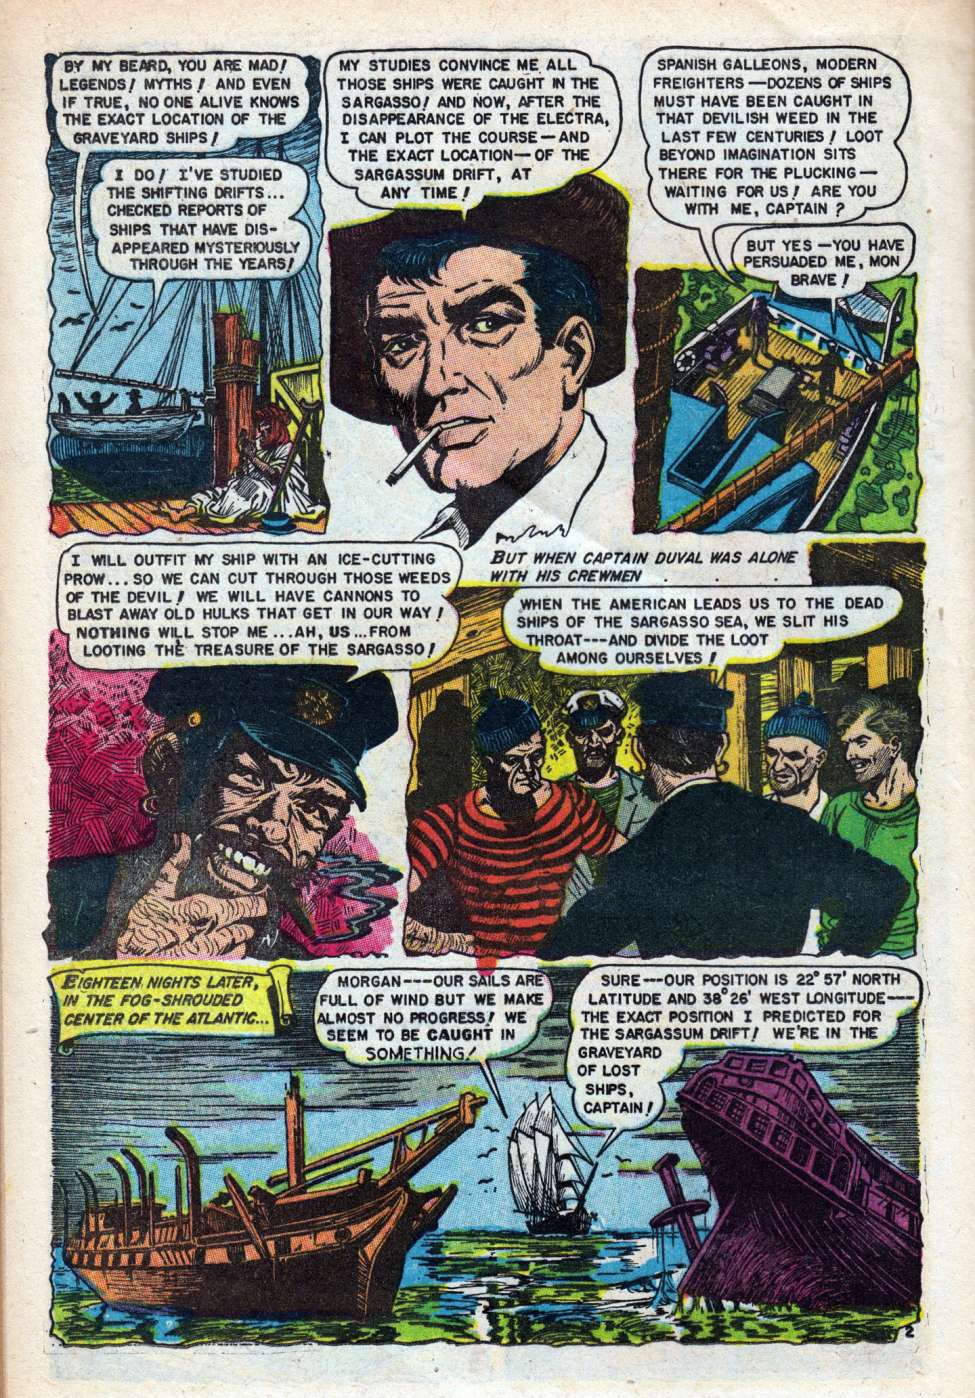 BY MY BEARD, YOU ARE MAD!
LEGENDS! MYTHS! AND EVEN
IF TRUE, NO ONE ALIVE KNOWS
THE EXACT LOCATION OF THE
GRAVEYARD SHIPS!
I DO! I'VE STUDIED
THE SHIFTING DRIFTS...
CHECKED REPORTS OF
SHIPS THAT HAVE DIS-
APPEARED MYSTERIOUSLY
THROUGH THE YEARS!
MY STUDIES CONVINCE ME ALL
THOSE SHIPS WERE CAUGHT IN THE
SARGASSO! AND NOW, AFTER THE
DISAPPEARANCE OF THE ELECTRA,
I CAN PLOT THE COURSE—AND
THE EXACT LOCATION—OF THE
SARGASSUM DRIFT, AT
ANY TIME!
SPANISH GALLEONS, MODERN
FREIGHTERS—DOZENS OF SHIPS
MUST HAVE BEEN CAUGHT IN
THAT DEVILISH WEED IN THE
LAST FEW CENTURIES! LOOT
BEYOND IMAGINATION SITS
THERE FOR THE PLUCKING—
WAITING FOR US! ARE YOU
WITH ME, CAPTAIN?
BUT YES—YOU HAVE
PERSUADED ME, MON
BRAVE!
I WILL OUTFIT MY SHIP WITH AN ICE-CUTTING
PROW...SO WE CAN CUT THROUGH THOSE WEEDS
OF THE DEVIL! WE WILL HAVE CANNONS TO
BLAST AWAY OLD HULKS THAT GET IN OUR WAY!
NOTHING WILL STOP ME...AH, US...FROM
LOOTING THE TREASURE OF THE SARGASSO!
BUT WHEN CAPTAIN DUVAL WAS ALONE
WITH HIS CREWMEN . . . .
WHEN THE AMERICAN LEADS US TO THE DEAD
SHIPS OF THE SARGASSO SEA, WE SLIT HIS
THROAT---AND DIVIDE THE LOOT
AMONG OURSELVES!
EIGHTEEN NIGHTS LATER,
IN THE FOG-SHROUDED
CENTER OF THE ATLANTIC...
MORGAN---OUR SAILS ARE
FULL OF WIND BUT WE MAKE
ALMOST NO PROGRESS! WE
SEEM TO BE CAUGHT IN
SOMETHING!
SURE---OUR POSITION IS 22° 57' NORTH
LATITUDE AND 38° 26' WEST LONGITUDE---
THE EXACT POSITION I PREDICTED FOR
THE SARGASSUM DRIFT! WE'RE IN THE
GRAVEYARD
OF LOST
SHIPS,
CAPTAIN!
2